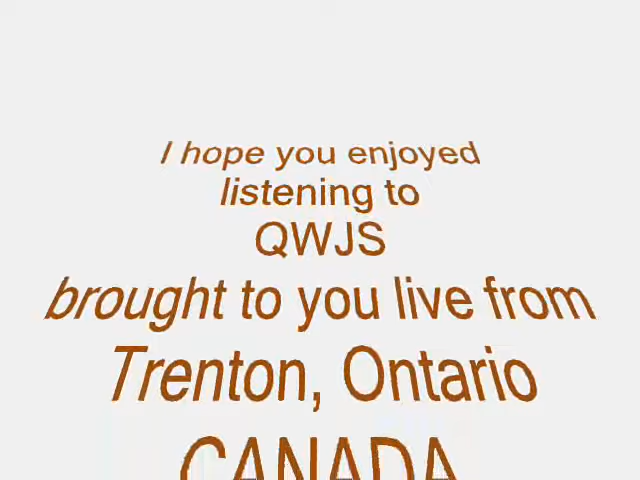 I hope you enjoyed
listening to
QWJS
brought to you live from
Trenton, Ontario
CANADA